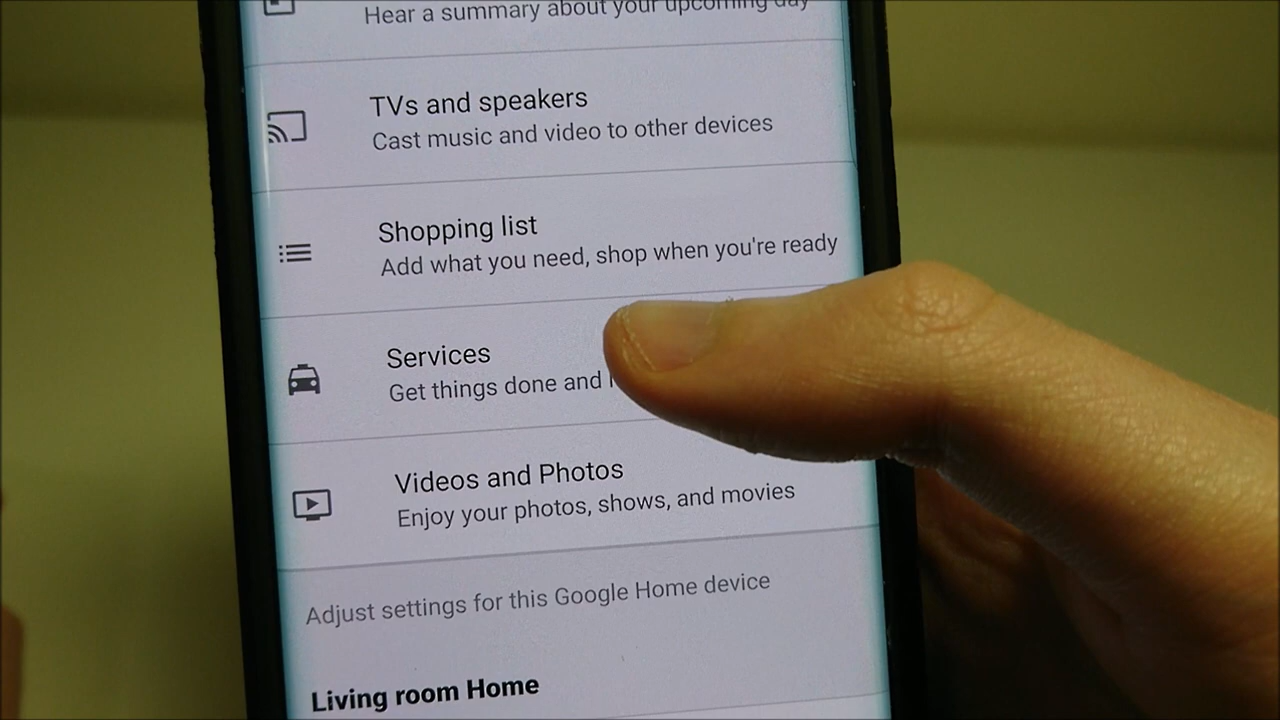 Hear a summary about your upcoming day
TVs and speakers
Cast music and video to other devices
Shopping list
Add what you need, shop when you're ready
Services
Get things done and
Videos and Photos
Enjoy your photos, shows, and movies
Adjust settings for this Google Home device
Living room Home